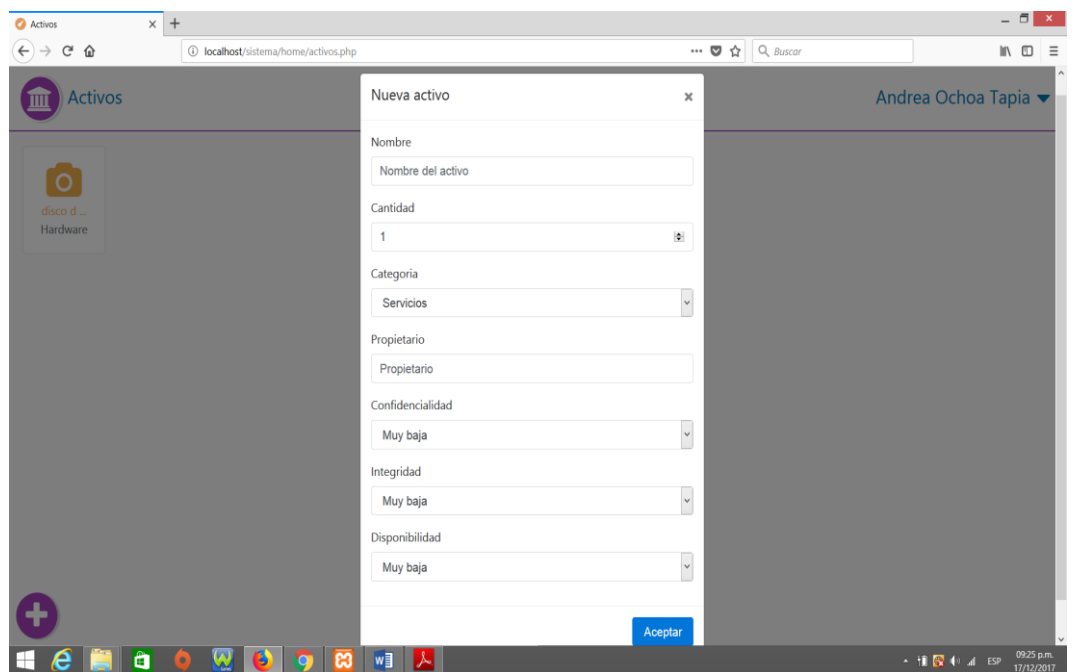 Activos
localhost/sistema/home/activos.php
Buscar
Activos
Andrea Ochoa Tapia
disco d ...
Hardware
Nueva activo
Nombre
Nombre del activo
Cantidad
1
Categoria
Servicios
Propietario
Propietario
Confidencialidad
Muy baja
Integridad
Muy baja
Disponibilidad
Muy baja
Aceptar
ESP
09:25 p.m.
17/12/2017